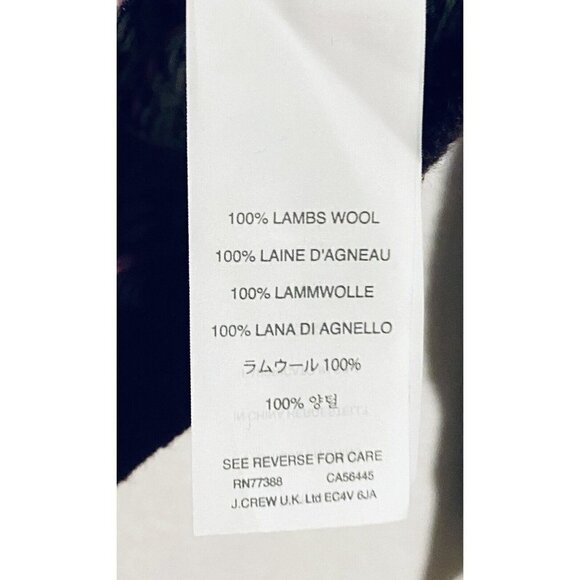 100% LAMBS WOOL
100% LAINE D'AGNEAU
100% LAMMWOLLE
100% LANA DI AGNELLO
ラムウール 100%
100% 양털
SEE REVERSE FOR CARE
RN77388 CA56445
J.CREW U.K. Ltd EC4V 6JA